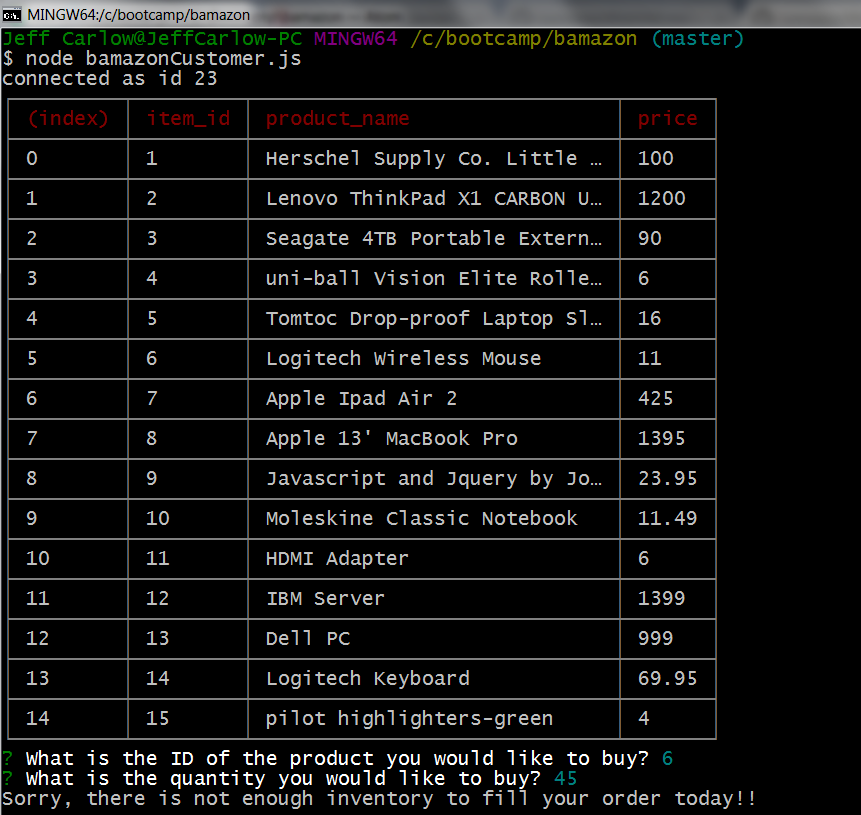 MINGW64:/c/bootcamp/bamazon
Jeff Carlow@JeffCarlow-PC MINGW64 /c/bootcamp/bamazon (master)
$ node bamazonCustomer.js
connected as id 23
(index) item_id product_name price
0 1 Herschel Supply Co. Little … 100
1 2 Lenovo ThinkPad X1 CARBON U… 1200
2 3 Seagate 4TB Portable Extern… 90
3 4 uni-ball Vision Elite Rolle… 6
4 5 Tomtoc Drop-proof Laptop Sl… 16
5 6 Logitech Wireless Mouse 11
6 7 Apple Ipad Air 2 425
7 8 Apple 13' MacBook Pro 1395
8 9 Javascript and Jquery by Jo… 23.95
9 10 Moleskine Classic Notebook 11.49
10 11 HDMI Adapter 6
11 12 IBM Server 1399
12 13 Dell PC 999
13 14 Logitech Keyboard 69.95
14 15 pilot highlighters-green 4
? What is the ID of the product you would like to buy? 6
? What is the quantity you would like to buy? 45
Sorry, there is not enough inventory to fill your order today!!